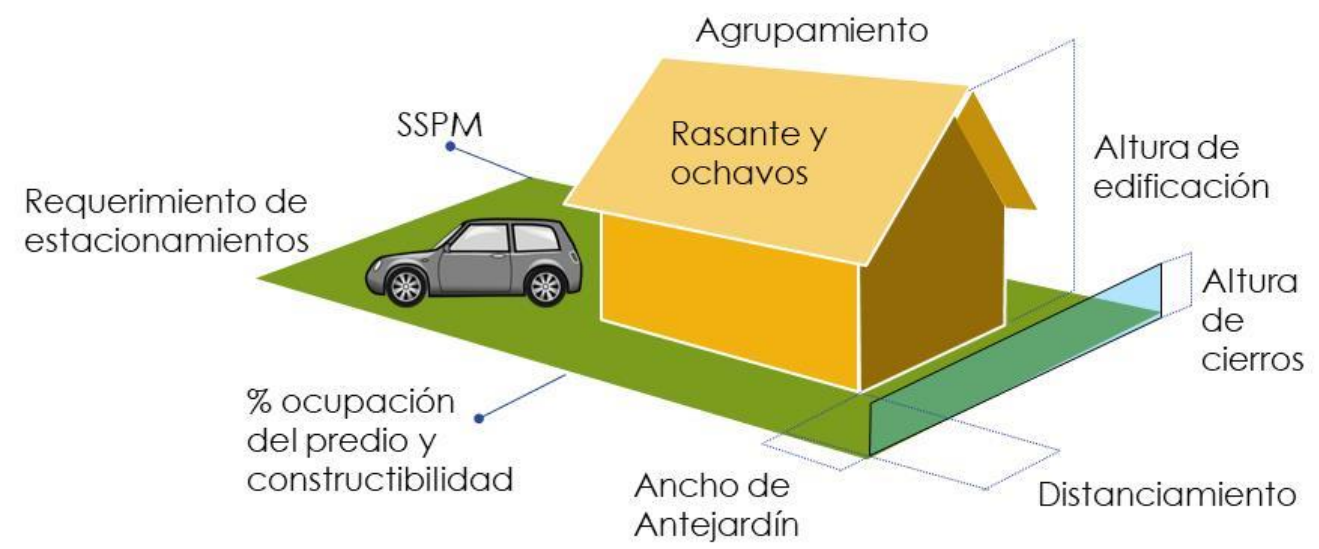 Agrupamiento
SSPM
Rasante y
ochavos
Altura de
edificación
Requerimiento de
estacionamientos
Altura
de
cierros
% ocupación
del predio y
constructibilidad
Ancho de
Antejardín
Distanciamiento